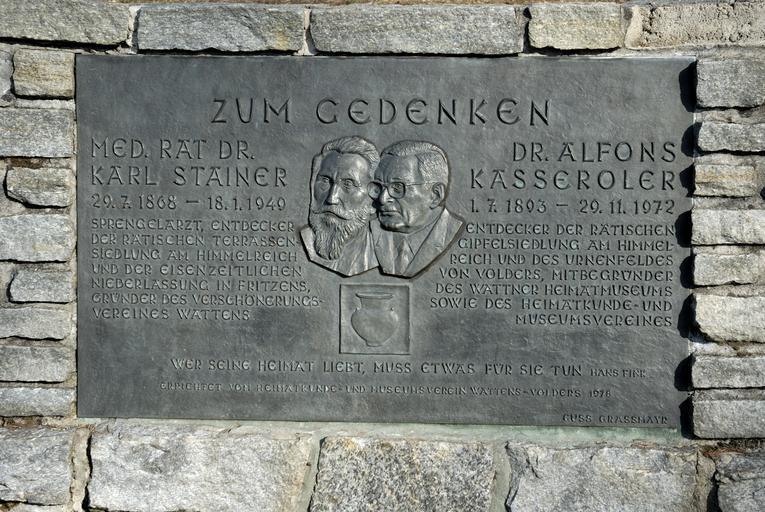 ZUM GEDENKEN
MED. RAT DR.
KARL STAINER
29. 7. 1868 – 18. 1. 1949
SPRENGELARZT, ENTDECKER
DER RÄTISCHEN TERRASSEN-
SIEDLUNG AM HIMMELREICH
UND DER EISENZEITLICHEN
NIEDERLASSUNG IN FRITZENS,
GRÜNDER DES VERSCHÖNERUNGS-
VEREINES WATTENS
DR. ALFONS
KASSEROLER
1. 7. 1893 – 29. 11. 1972
ENTDECKER DER RÄTISCHEN
GIPFELSIEDLUNG AM HIMMEL-
REICH UND DES URNENFELDES
VON VOLDERS, MITBEGRÜNDER
DES WATTNER HEIMATMUSEUMS
SOWIE DES HEIMATKUNDE- UND
MUSEUMSVEREINES
WER SEINE HEIMAT LIEBT, MUSS ETWAS FÜR SIE TUN HANS FINK
ERRICHTET VOM HEIMATKUNDE- UND MUSEUMSVEREIN WATTENS-VOLDERS 1978
GUSS GRASSMAYR